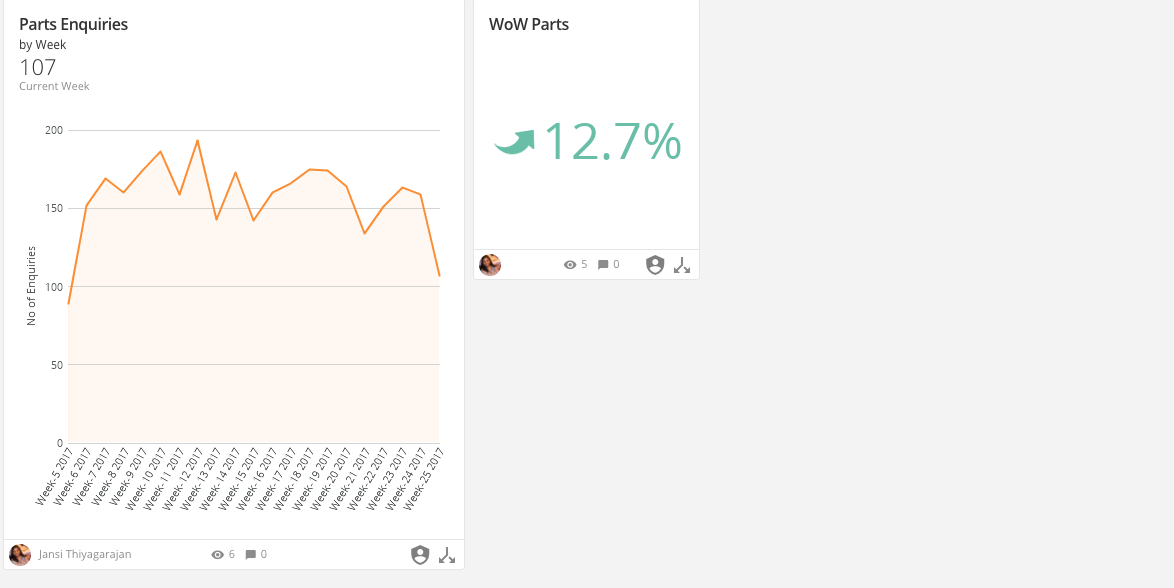 Parts Enquiries
by Week
107
Current Week
200
150
100
50
0
No of Enquiries
Week-5 2017
Week-6 2017
Week-7 2017
Week-8 2017
Week-9 2017
Week-10 2017
Week-11 2017
Week-12 2017
Week-13 2017
Week-14 2017
Week-15 2017
Week-16 2017
Week-17 2017
Week-18 2017
Week-19 2017
Week-20 2017
Week-21 2017
Week-22 2017
Week-23 2017
Week-24 2017
Week-25 2017
Jansi Thiyagarajan
6
0
WoW Parts
12.7%
5
0